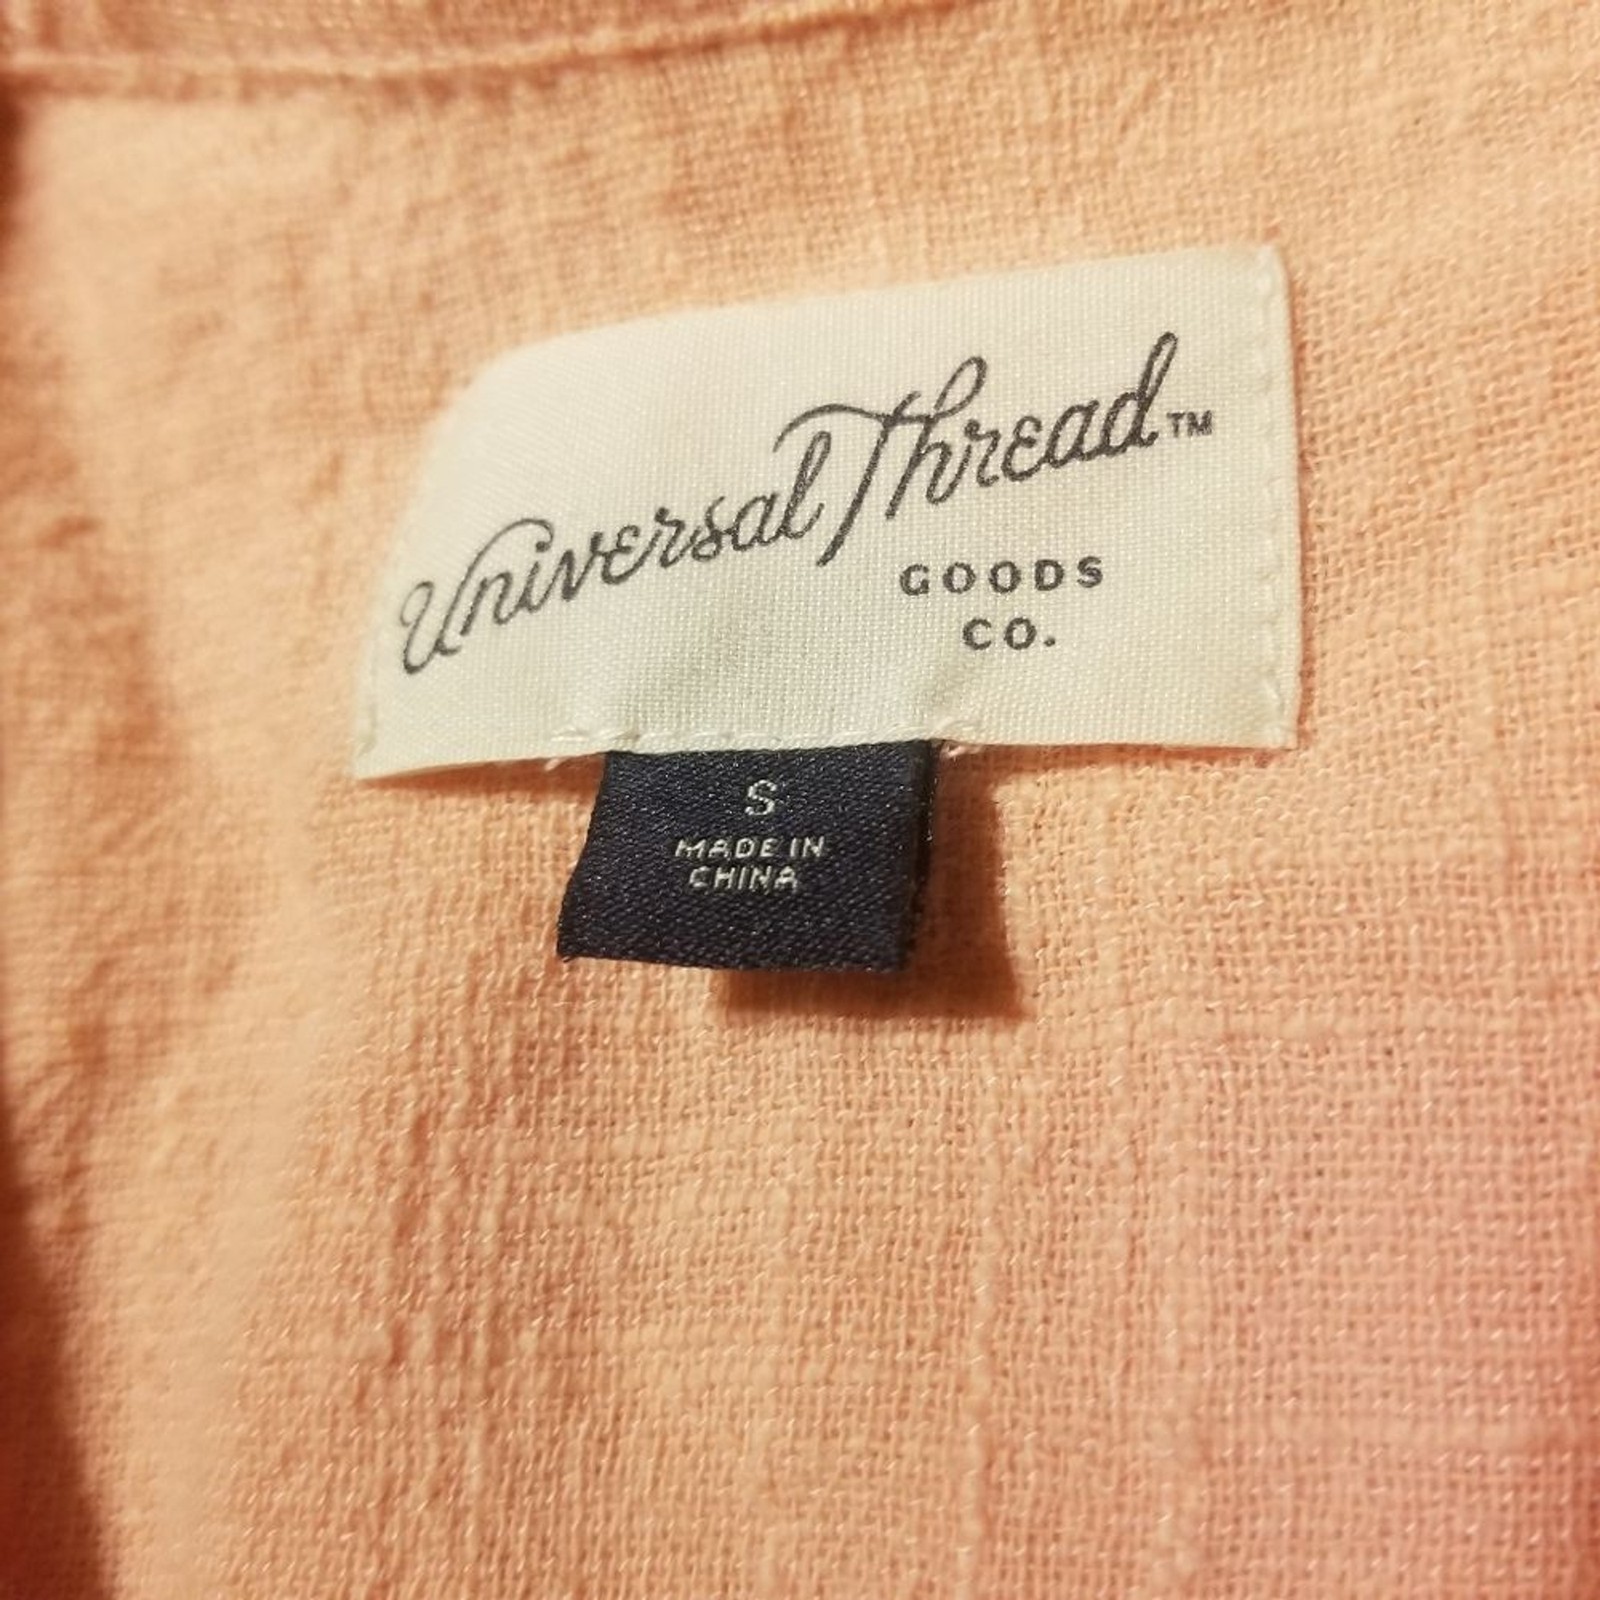 Universal Thread™
GOODS
CO.
S
MADE IN
CHINA